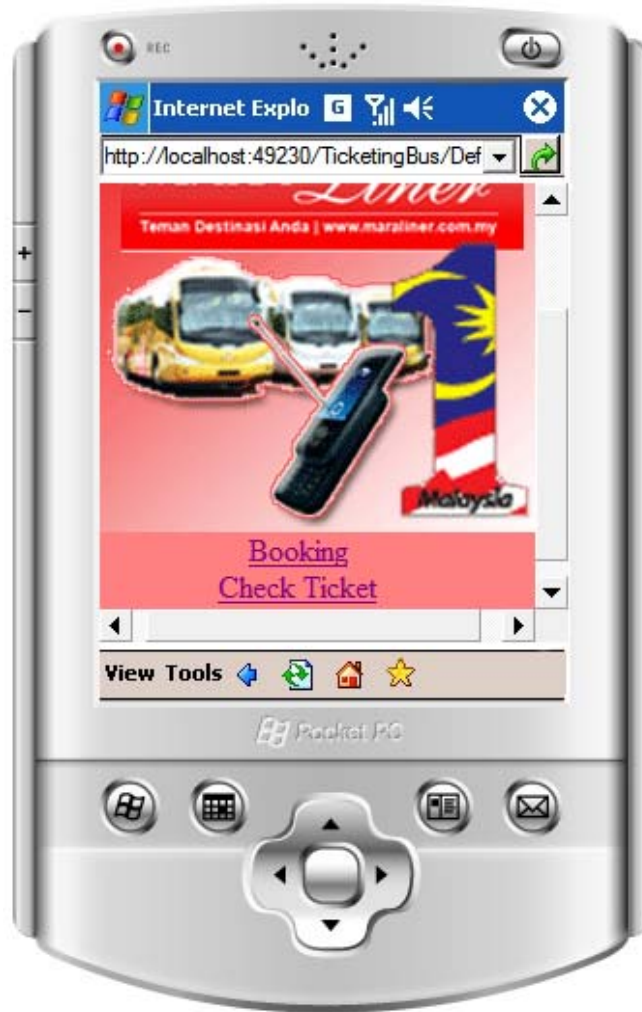 REC
Internet Explo G
http://localhost:49230/TicketingBus/Def
Liner
Teman Destinasi Anda | www.maraliner.com.my
Malaysia
Booking
Check Ticket
View Tools
Pocket PC
+
-